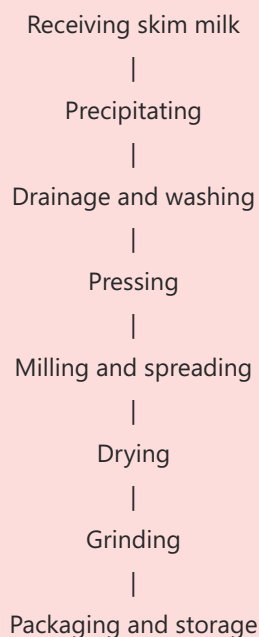 Receiving skim milk
|
Precipitating
|
Drainage and washing
|
Pressing
|
Milling and spreading
|
Drying
|
Grinding
|
Packaging and storage